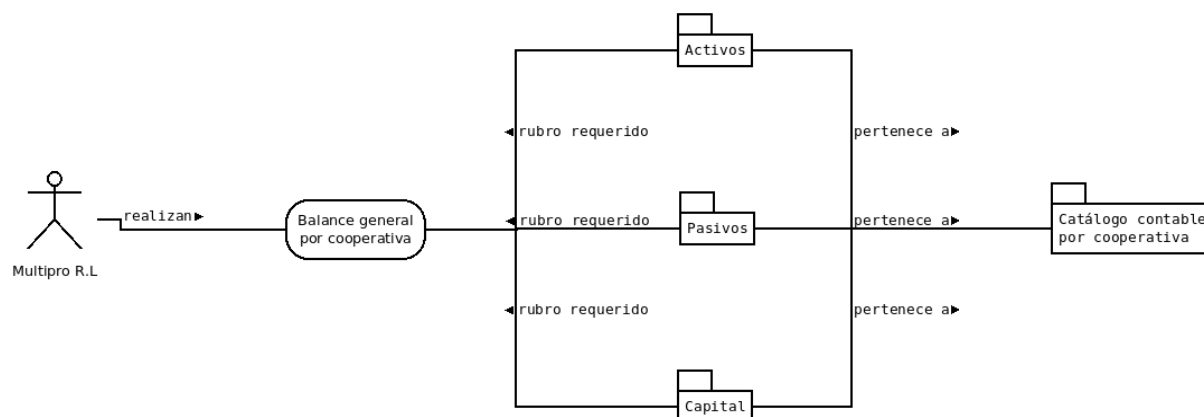 Activos
rubro requerido
pertenece a
realizan
Multipro R.L
Balance general
por cooperativa
rubro requerido
Pasivos
pertenece a
Catálogo contable
por cooperativa
rubro requerido
pertenece a
Capital